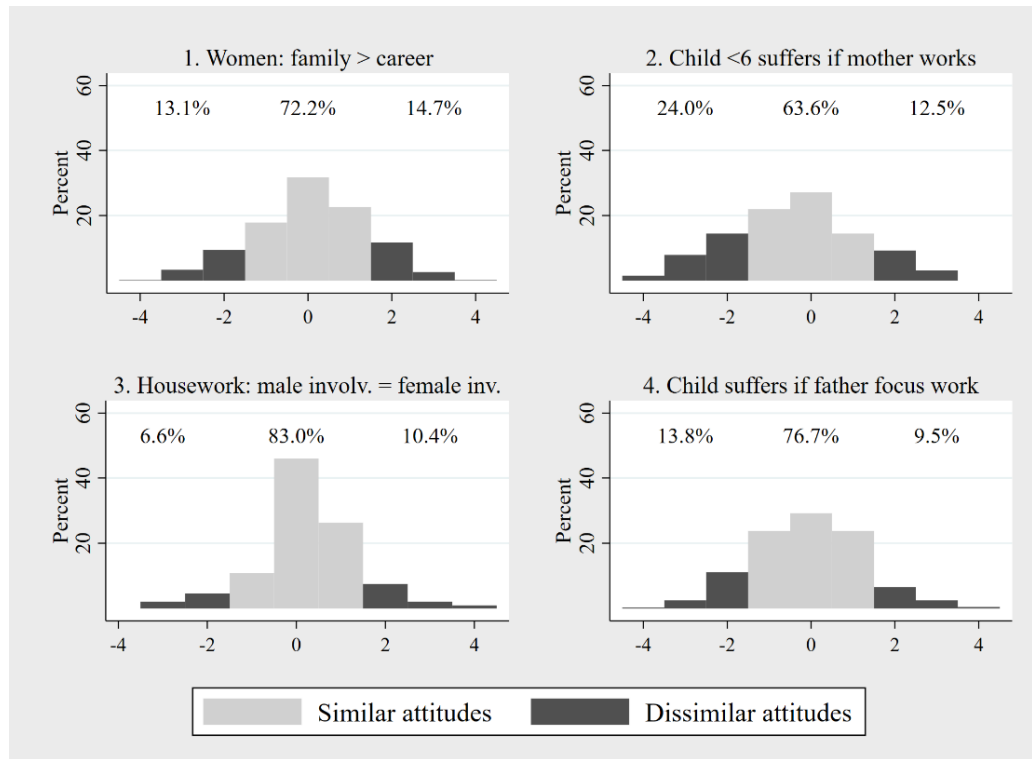 1. Women: family > career
13.1% 72.2% 14.7%
Percent
60
40
20
-4 -2 0 2 4
2. Child <6 suffers if mother works
24.0% 63.6% 12.5%
Percent
60
40
20
-4 -2 0 2 4
3. Housework: male involv. = female inv.
6.6% 83.0% 10.4%
Percent
60
40
20
-4 -2 0 2 4
4. Child suffers if father focus work
13.8% 76.7% 9.5%
Percent
60
40
20
-4 -2 0 2 4
Similar attitudes Dissimilar attitudes